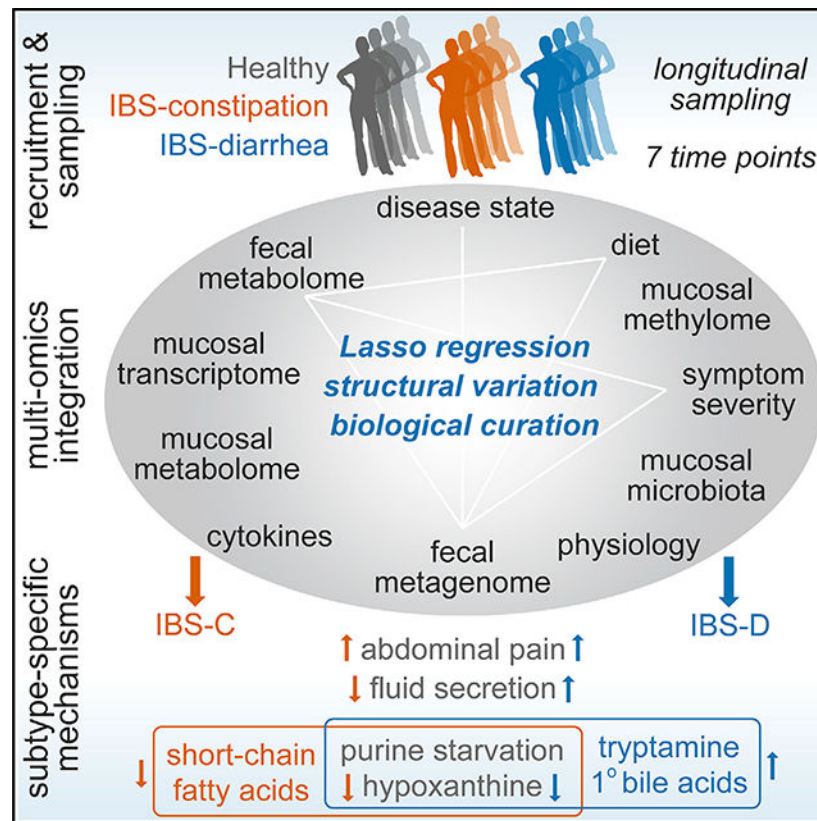 recruitment &
sampling
Healthy
IBS-constipation
IBS-diarrhea
longitudinal
sampling
7 time points
multi-omics
integration
disease state
fecal
metabolome
diet
mucosal
methylome
mucosal
transcriptome
Lasso regression
structural variation
biological curation
symptom
severity
mucosal
metabolome
mucosal
microbiota
cytokines
fecal
metagenome
physiology
subtype-specific
mechanisms
IBS-C
IBS-D
↑ abdominal pain ↑
↓ fluid secretion ↑
↓ short-chain
fatty acids
purine starvation
↓ hypoxanthine ↓
tryptamine
1° bile acids ↑